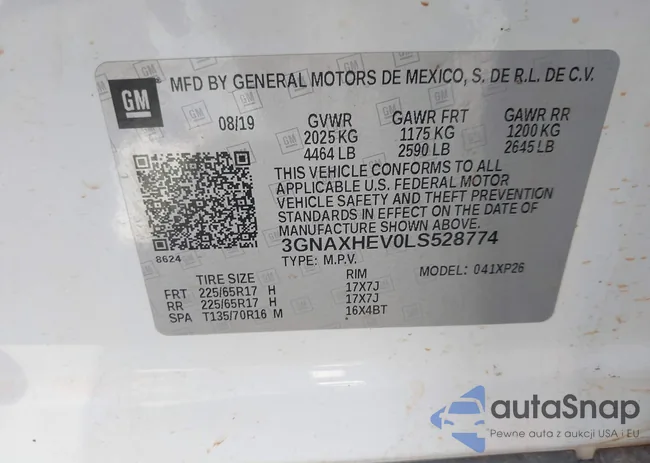 GM
MFD BY GENERAL MOTORS DE MEXICO, S. DE R.L. DE C.V.
08/19 GVWR GAWR FRT GAWR RR
2025 KG 1175 KG 1200 KG
4464 LB 2590 LB 2645 LB
THIS VEHICLE CONFORMS TO ALL
APPLICABLE U.S. FEDERAL MOTOR
VEHICLE SAFETY AND THEFT PREVENTION
STANDARDS IN EFFECT ON THE DATE OF
MANUFACTURE SHOWN ABOVE.
3GNAXHEV0LS528774
8624 TYPE: M.P.V. MODEL: 041XP26
TIRE SIZE RIM
FRT 225/65R17 H 17X7J
RR 225/65R17 H 17X7J
SPA T135/70R16 M 16X4BT
autaSnap
Pewne auta z aukcji USA i EU